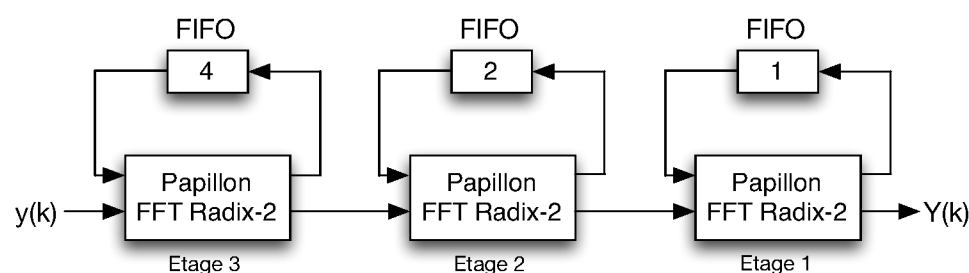 FIFO
FIFO
FIFO
4
2
1
y(k)
Papillon
FFT Radix-2
Papillon
FFT Radix-2
Papillon
FFT Radix-2
Y(k)
Etage 3
Etage 2
Etage 1